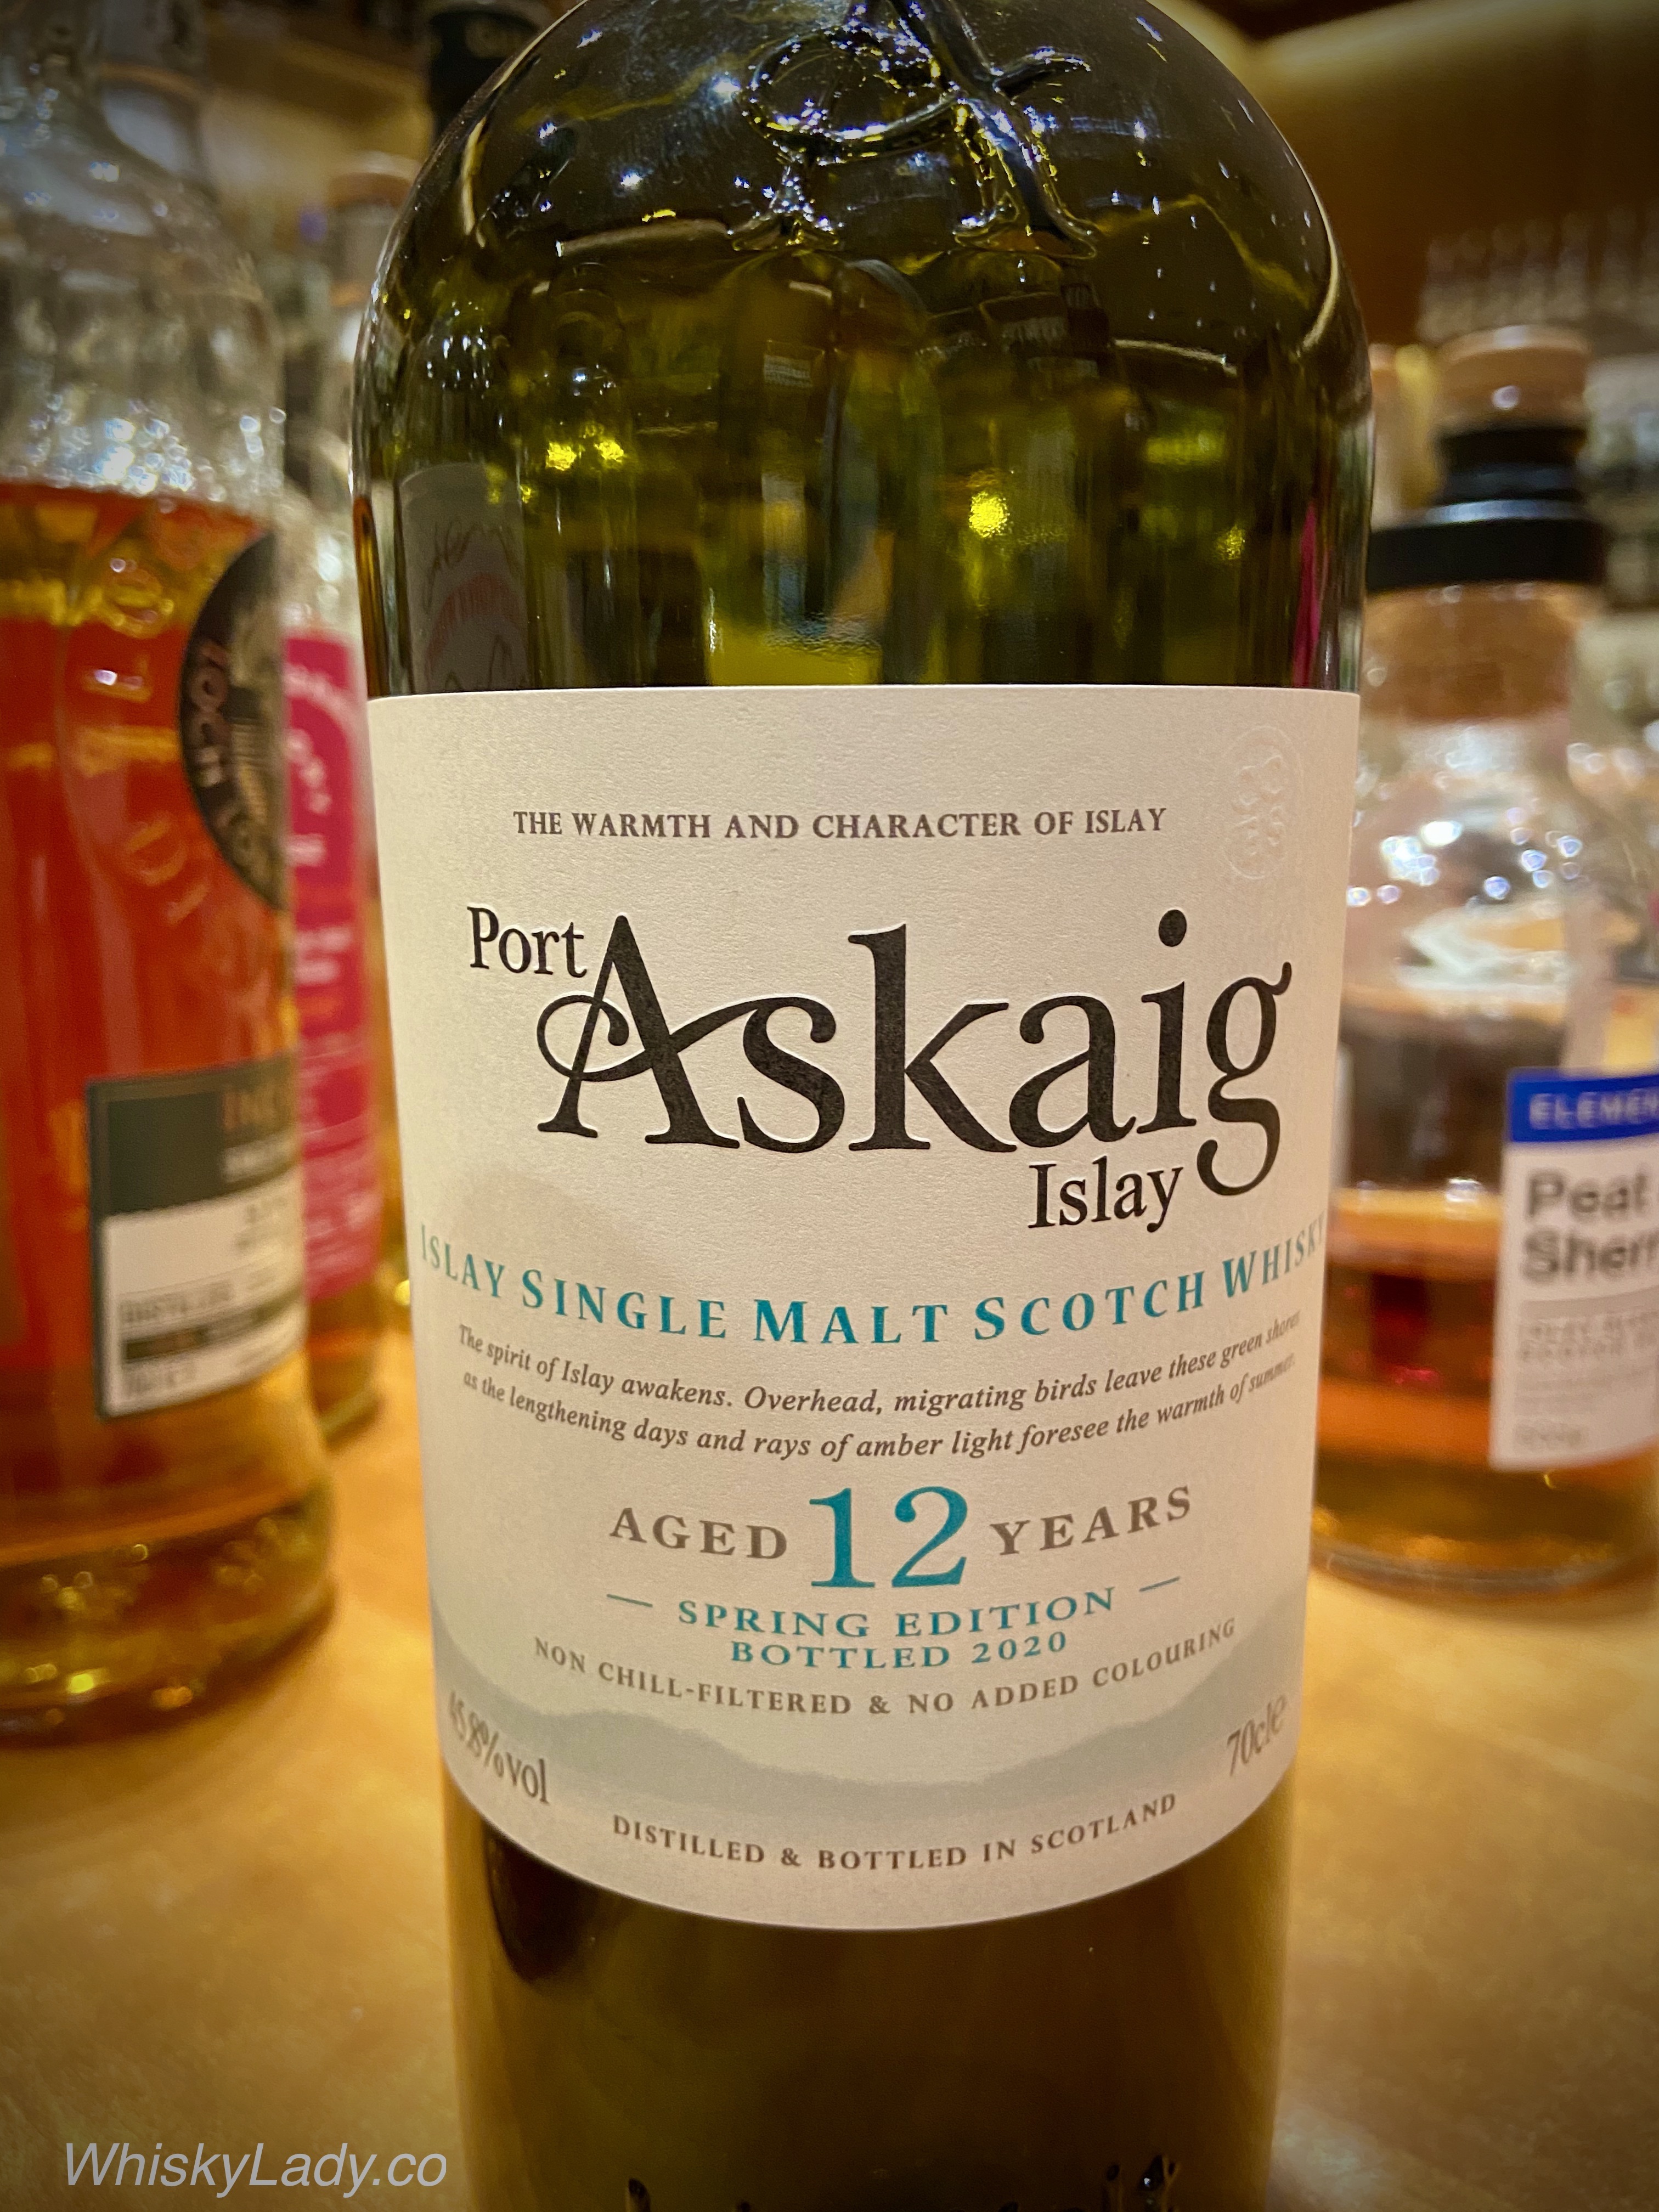 THE WARMTH AND CHARACTER OF ISLAY
Port
Askaig
Islay
ISLAY SINGLE MALT SCOTCH WHISKY
The spirit of Islay awakens. Overhead, migrating birds leave these green shores
as the lengthening days and rays of amber light foresee the warmth of summer.
AGED 12 YEARS
— SPRING EDITION —
BOTTLED 2020
NON CHILL-FILTERED & NO ADDED COLOURING
45.8%vol
70cl e
DISTILLED & BOTTLED IN SCOTLAND
LOCH
Peat
WhiskyLady.co